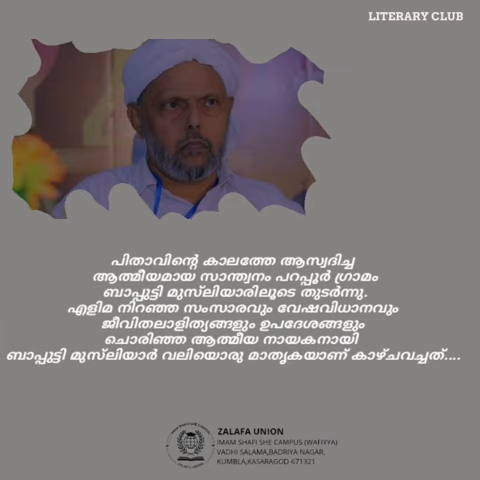 LITERARY CLUB
പിതാവിന്റെ കാലത്തേ ആസ്വദിച്ച
ആത്മീയമായ സാന്ത്വനം പറപ്പൂർ ഗ്രാമം
ബാപ്പുട്ടി മുസ്‌ലിയാരിലൂടെ തുടർന്നു.
എളിമ നിറഞ്ഞ സംസാരവും വേഷവിധാനവും
ജീവിതലാളിത്യങ്ങളും ഉപദേശങ്ങളും
ചൊരിഞ്ഞ ആത്മീയ നായകനായി
ബാപ്പുട്ടി മുസ്‌ലിയാർ വലിയൊരു മാതൃകയാണ് കാഴ്ചവച്ചത്....
ZALAFA UNION
IMAM SHAFI SHE CAMPUS (WAFIYYA)
VADHI SALAMA,BADRIYA NAGAR,
KUMBLA,KASARAGOD 671321